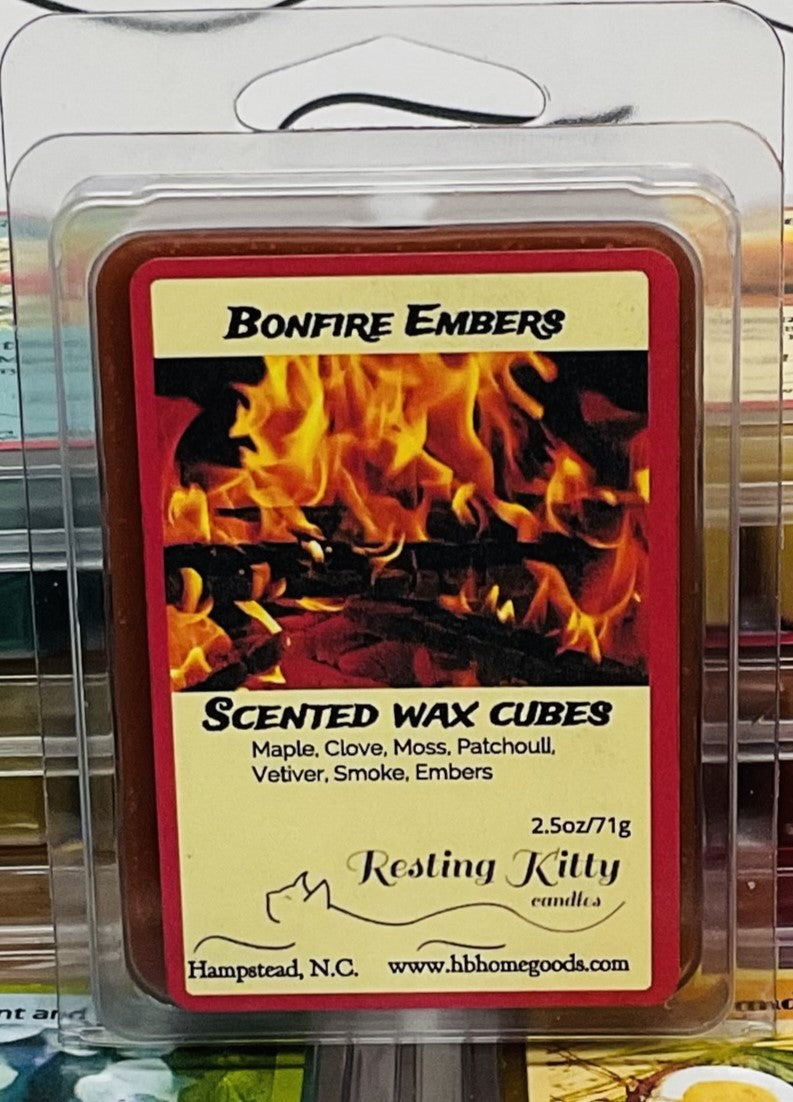 Bonfire Embers
Scented wax cubes
Maple, Clove, Moss, Patchoull,
Vetiver, Smoke, Embers
2.5oz/71g
Resting Kitty
candles
Hampstead, N.C. www.hbhomegoods.com